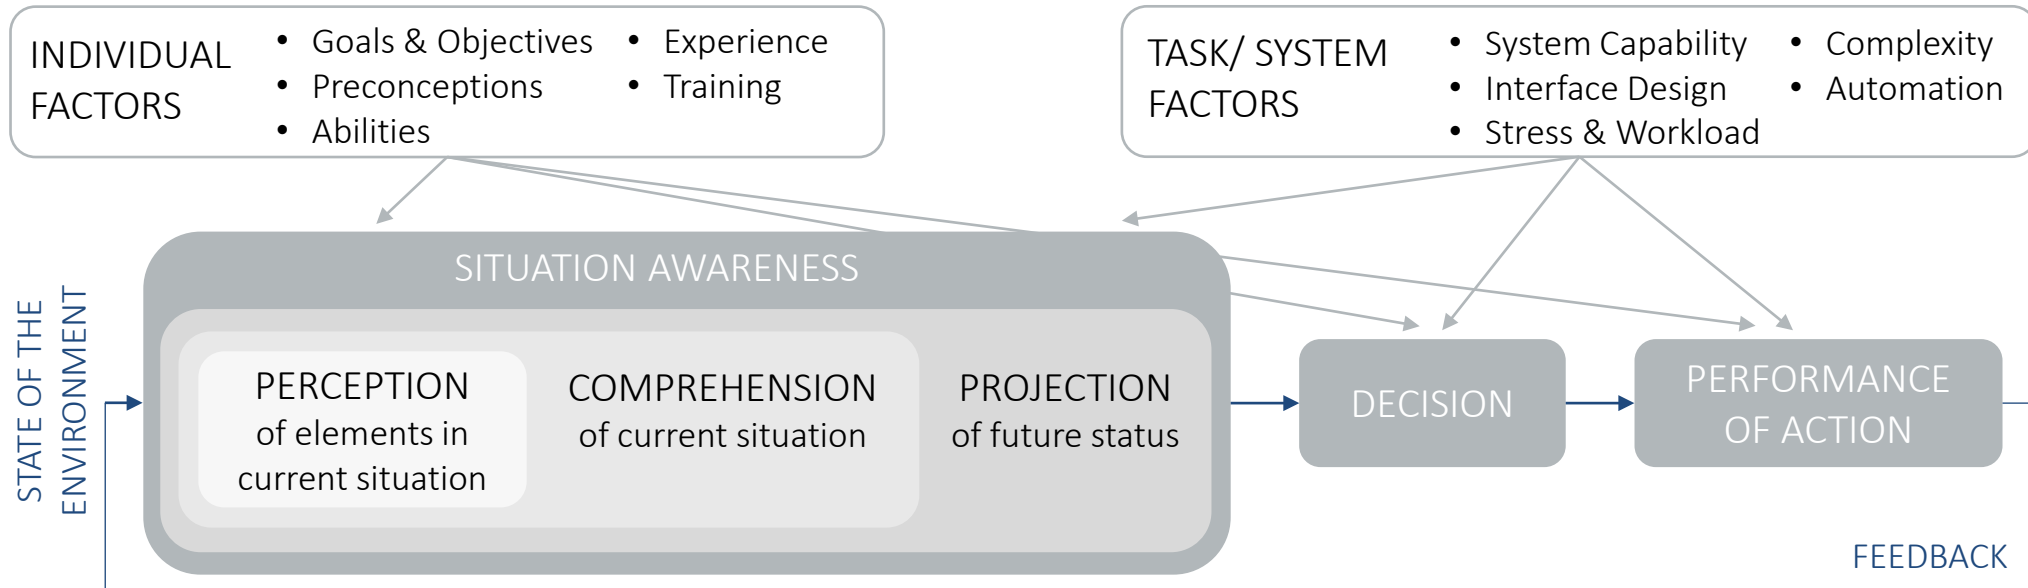 INDIVIDUAL
FACTORS
• Goals & Objectives
• Preconceptions
• Abilities
• Experience
• Training
TASK/ SYSTEM
FACTORS
• System Capability
• Interface Design
• Stress & Workload
• Complexity
• Automation
SITUATION AWARENESS
STATE OF THE
ENVIRONMENT
PERCEPTION
of elements in
current situation
COMPREHENSION
of current situation
PROJECTION
of future status
DECISION
PERFORMANCE
OF ACTION
FEEDBACK